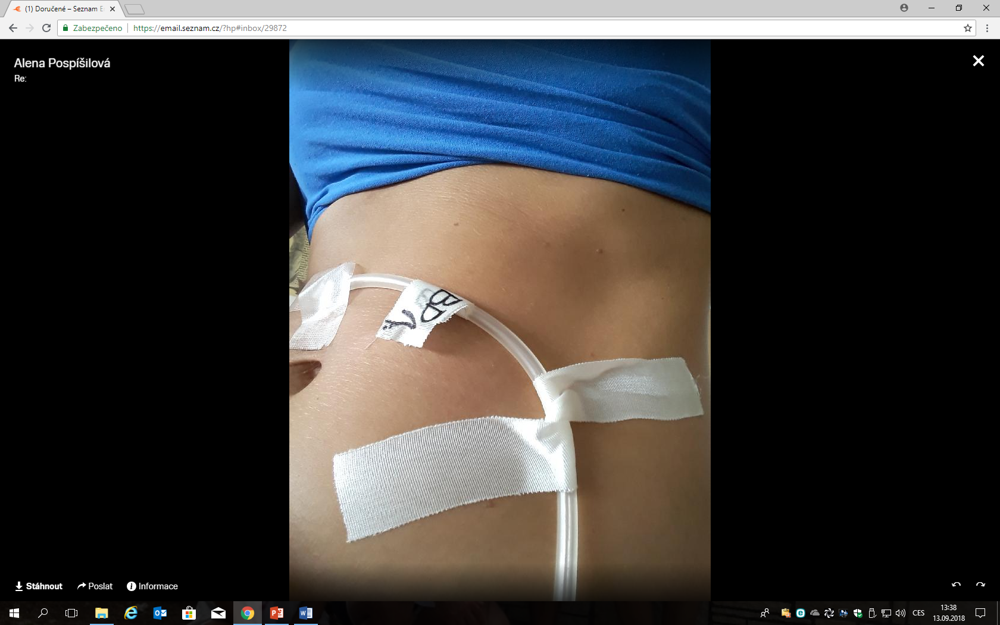 (1) Doručené – Seznam E
Zabezpečeno
https://email.seznam.cz/?hp#inbox/29872
Alena Pospíšilová
Re:
BD
Stáhnout
Poslat
Informace
CES
13:38
13.09.2018